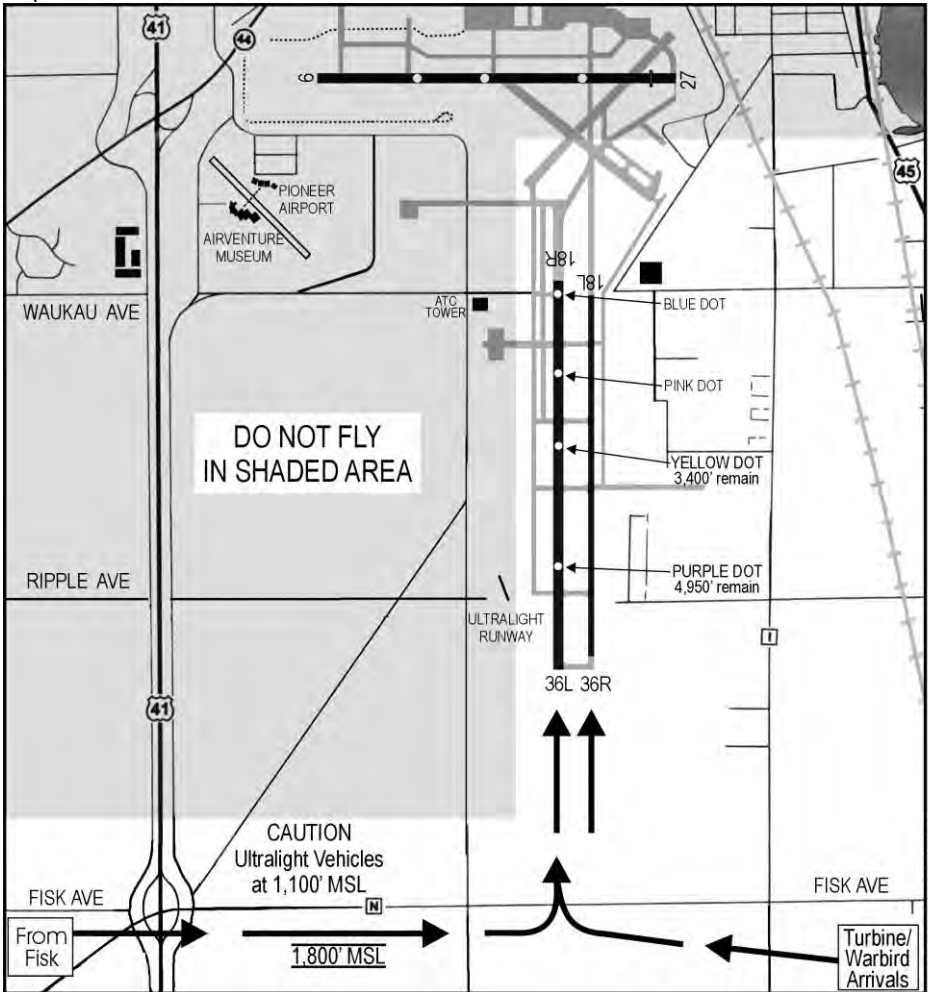 41
44
9
27
45
PIONEER
AIRPORT
AIRVENTURE
MUSEUM
18R
18L
WAUKAU AVE
ATC
TOWER
BLUE DOT
PINK DOT
DO NOT FLY
IN SHADED AREA
YELLOW DOT
3,400' remain
RIPPLE AVE
PURPLE DOT
4,950' remain
ULTRALIGHT
RUNWAY
I
36L 36R
41
CAUTION
Ultralight Vehicles
at 1,100' MSL
FISK AVE
N
FISK AVE
From
Fisk
1,800' MSL
Turbine/
Warbird
Arrivals